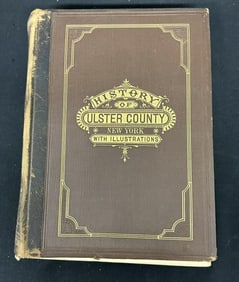 HISTORY
OF
ULSTER COUNTY
NEW YORK
WITH ILLUSTRATIONS